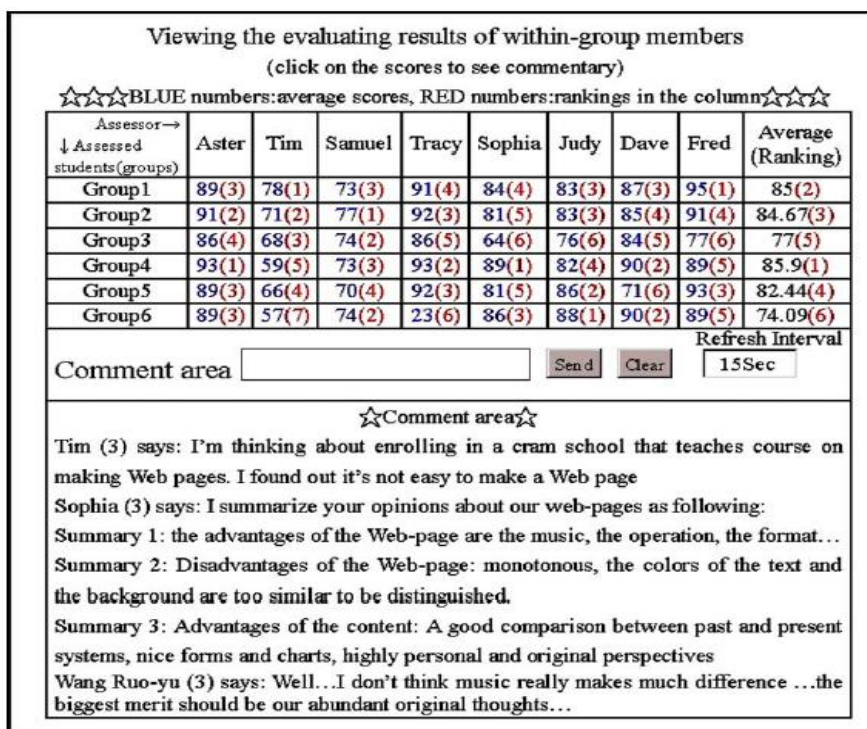 Viewing the evaluating results of within-group members
(click on the scores to see commentary)
☆☆☆BLUE numbers:average scores, RED numbers:rankings in the column☆☆☆
Assessor→ ↓Assessed students(groups) Aster Tim Samuel Tracy Sophia Judy Dave Fred Average (Ranking)
Group1 89(3) 78(1) 73(3) 91(4) 84(4) 83(3) 87(3) 95(1) 85(2)
Group2 91(2) 71(2) 77(1) 92(3) 81(5) 83(3) 85(4) 91(4) 84.67(3)
Group3 86(4) 68(3) 74(2) 86(5) 64(6) 76(6) 84(5) 77(6) 77(5)
Group4 93(1) 59(5) 73(3) 93(2) 89(1) 82(4) 90(2) 89(5) 85.9(1)
Group5 89(3) 66(4) 70(4) 92(3) 81(5) 86(2) 71(6) 93(3) 82.44(4)
Group6 89(3) 57(7) 74(2) 23(6) 86(3) 88(1) 90(2) 89(5) 74.09(6)
Refresh Interval
Comment area Send Clear 15Sec
☆Comment area☆
Tim (3) says: I'm thinking about enrolling in a cram school that teaches course on
making Web pages. I found out it's not easy to make a Web page
Sophia (3) says: I summarize your opinions about our web-pages as following:
Summary 1: the advantages of the Web-page are the music, the operation, the format…
Summary 2: Disadvantages of the Web-page: monotonous, the colors of the text and
the background are too similar to be distinguished.
Summary 3: Advantages of the content: A good comparison between past and present
systems, nice forms and charts, highly personal and original perspectives
Wang Ruo-yu (3) says: Well…I don't think music really makes much difference …the
biggest merit should be our abundant original thoughts…